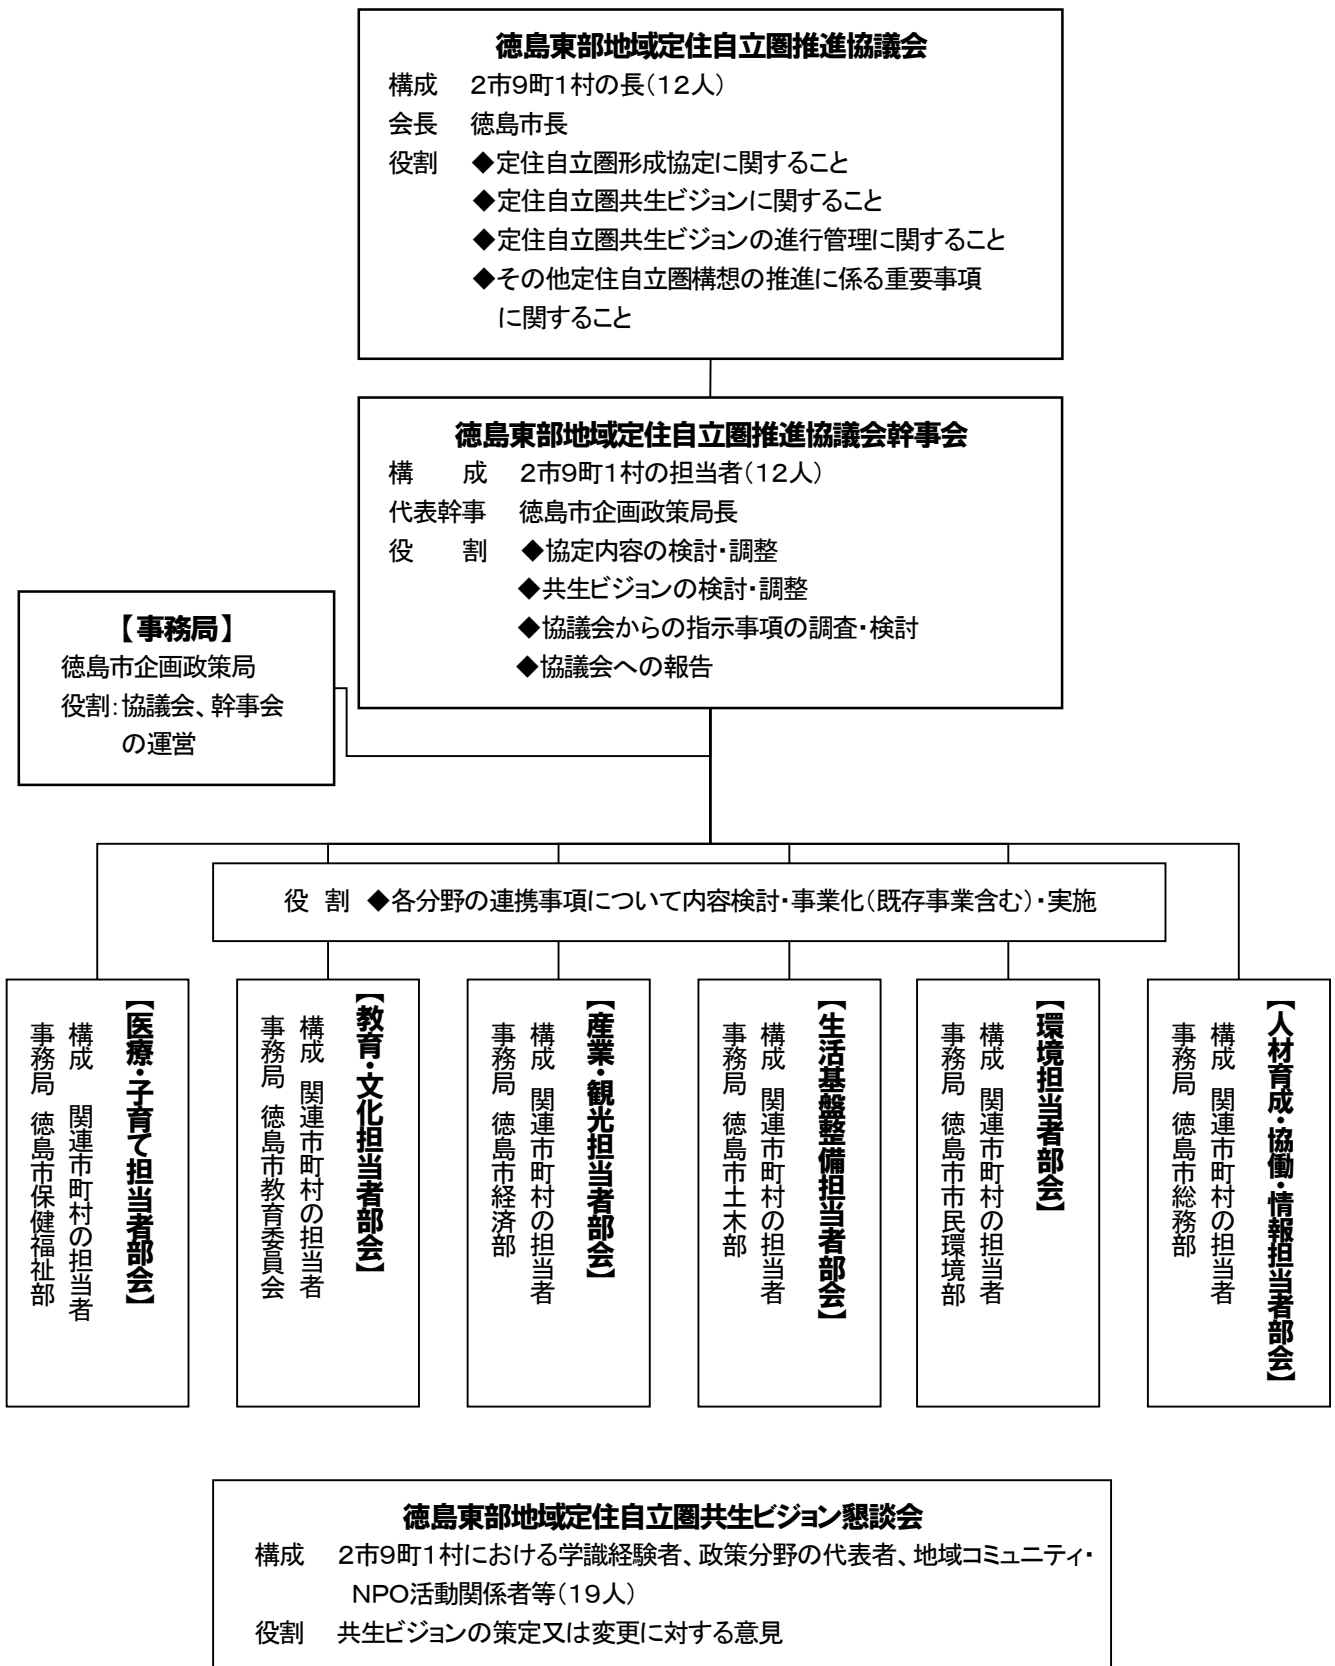 徳島東部地域定住自立圏推進協議会
構成　2市9町1村の長(12人)
会長　徳島市長
役割　◆定住自立圏形成協定に関すること
◆定住自立圏共生ビジョンに関すること
◆定住自立圏共生ビジョンの進行管理に関すること
◆その他定住自立圏構想の推進に係る重要事項
に関すること
徳島東部地域定住自立圏推進協議会幹事会
構　成　2市9町1村の担当者(12人)
代表幹事　徳島市企画政策局長
役　割　◆協定内容の検討・調整
◆共生ビジョンの検討・調整
◆協議会からの指示事項の調査・検討
◆協議会への報告
【事務局】
徳島市企画政策局
役割:協議会、幹事会
の運営
役　割　◆各分野の連携事項について内容検討・事業化(既存事業含む)・実施
【医療・子育て担当者部会】
構成　関連市町村の担当者
事務局　徳島市保健福祉部
【教育・文化担当者部会】
構成　関連市町村の担当者
事務局　徳島市教育委員会
【産業・観光担当者部会】
構成　関連市町村の担当者
事務局　徳島市経済部
【生活基盤整備担当者部会】
構成　関連市町村の担当者
事務局　徳島市土木部
【環境担当者部会】
構成　関連市町村の担当者
事務局　徳島市市民環境部
【人材育成・協働・情報担当者部会】
構成　関連市町村の担当者
事務局　徳島市総務部
徳島東部地域定住自立圏共生ビジョン懇談会
構成　2市9町1村における学識経験者、政策分野の代表者、地域コミュニティ・
NPO活動関係者等(19人)
役割　共生ビジョンの策定又は変更に対する意見